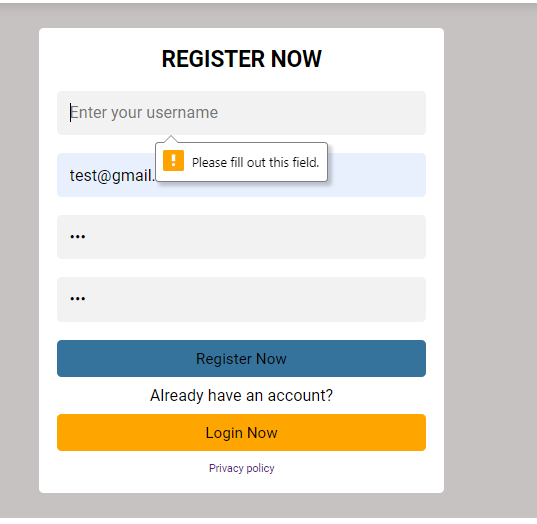 REGISTER NOW
Enter your username
Please fill out this field.
test@gmail.
•••
•••
Register Now
Already have an account?
Login Now
Privacy policy